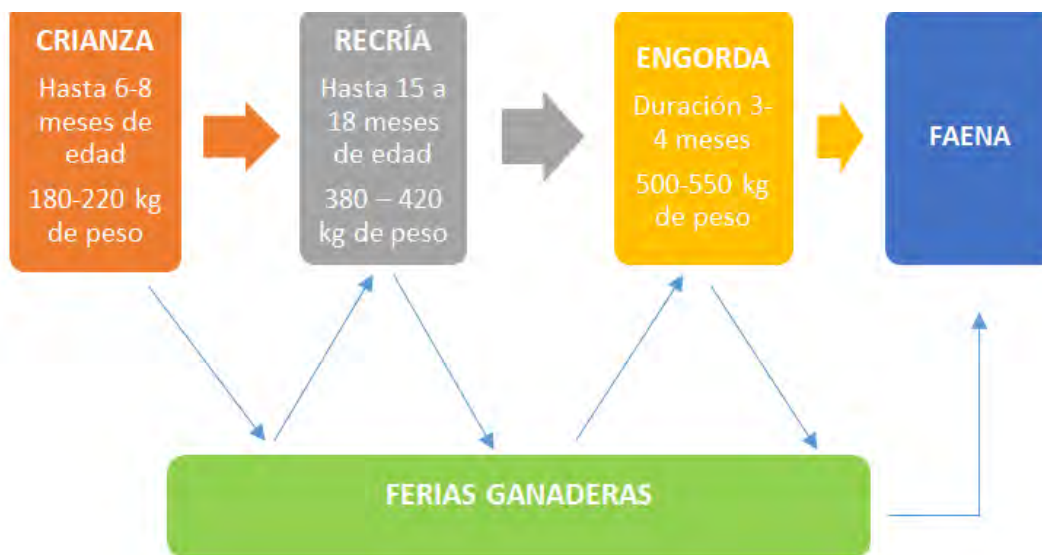 CRIANZA
Hasta 6-8
meses de
edad
180-220 kg
de peso
RECRÍA
Hasta 15 a
18 meses
de edad
380 – 420
kg de peso
ENGORDA
Duración 3-
4 meses
500-550 kg
de peso
FAENA
FERIAS GANADERAS